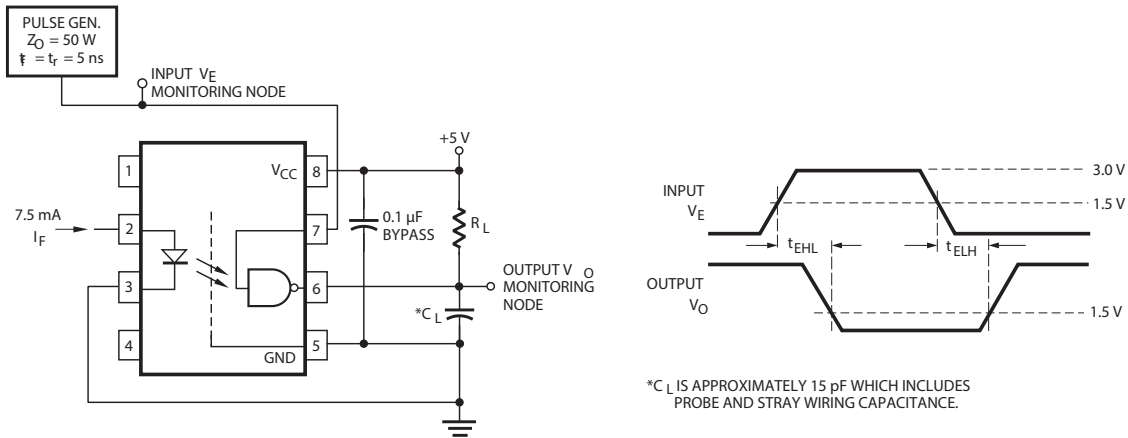 PULSE GEN.
ZO = 50 W
tf = tr = 5 ns
INPUT VE
MONITORING NODE
+5 V
1
VCC
8
7.5 mA
IF
2
7
0.1 µF
BYPASS
RL
3
6
OUTPUT V O
MONITORING
NODE
*C L
4
GND
5
INPUT
VE
3.0 V
1.5 V
tEHL
tELH
OUTPUT
VO
1.5 V
*C L IS APPROXIMATELY 15 pF WHICH INCLUDES
PROBE AND STRAY WIRING CAPACITANCE.